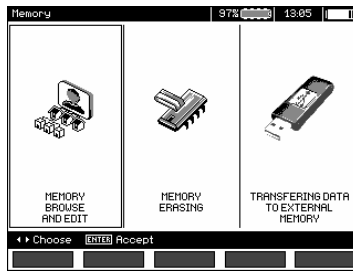 Memory 97% 13:05
MEMORY
BROWSE
AND EDIT
MEMORY
ERASING
TRANSFERING DATA
TO EXTERNAL
MEMORY
Choose ENTER Accept